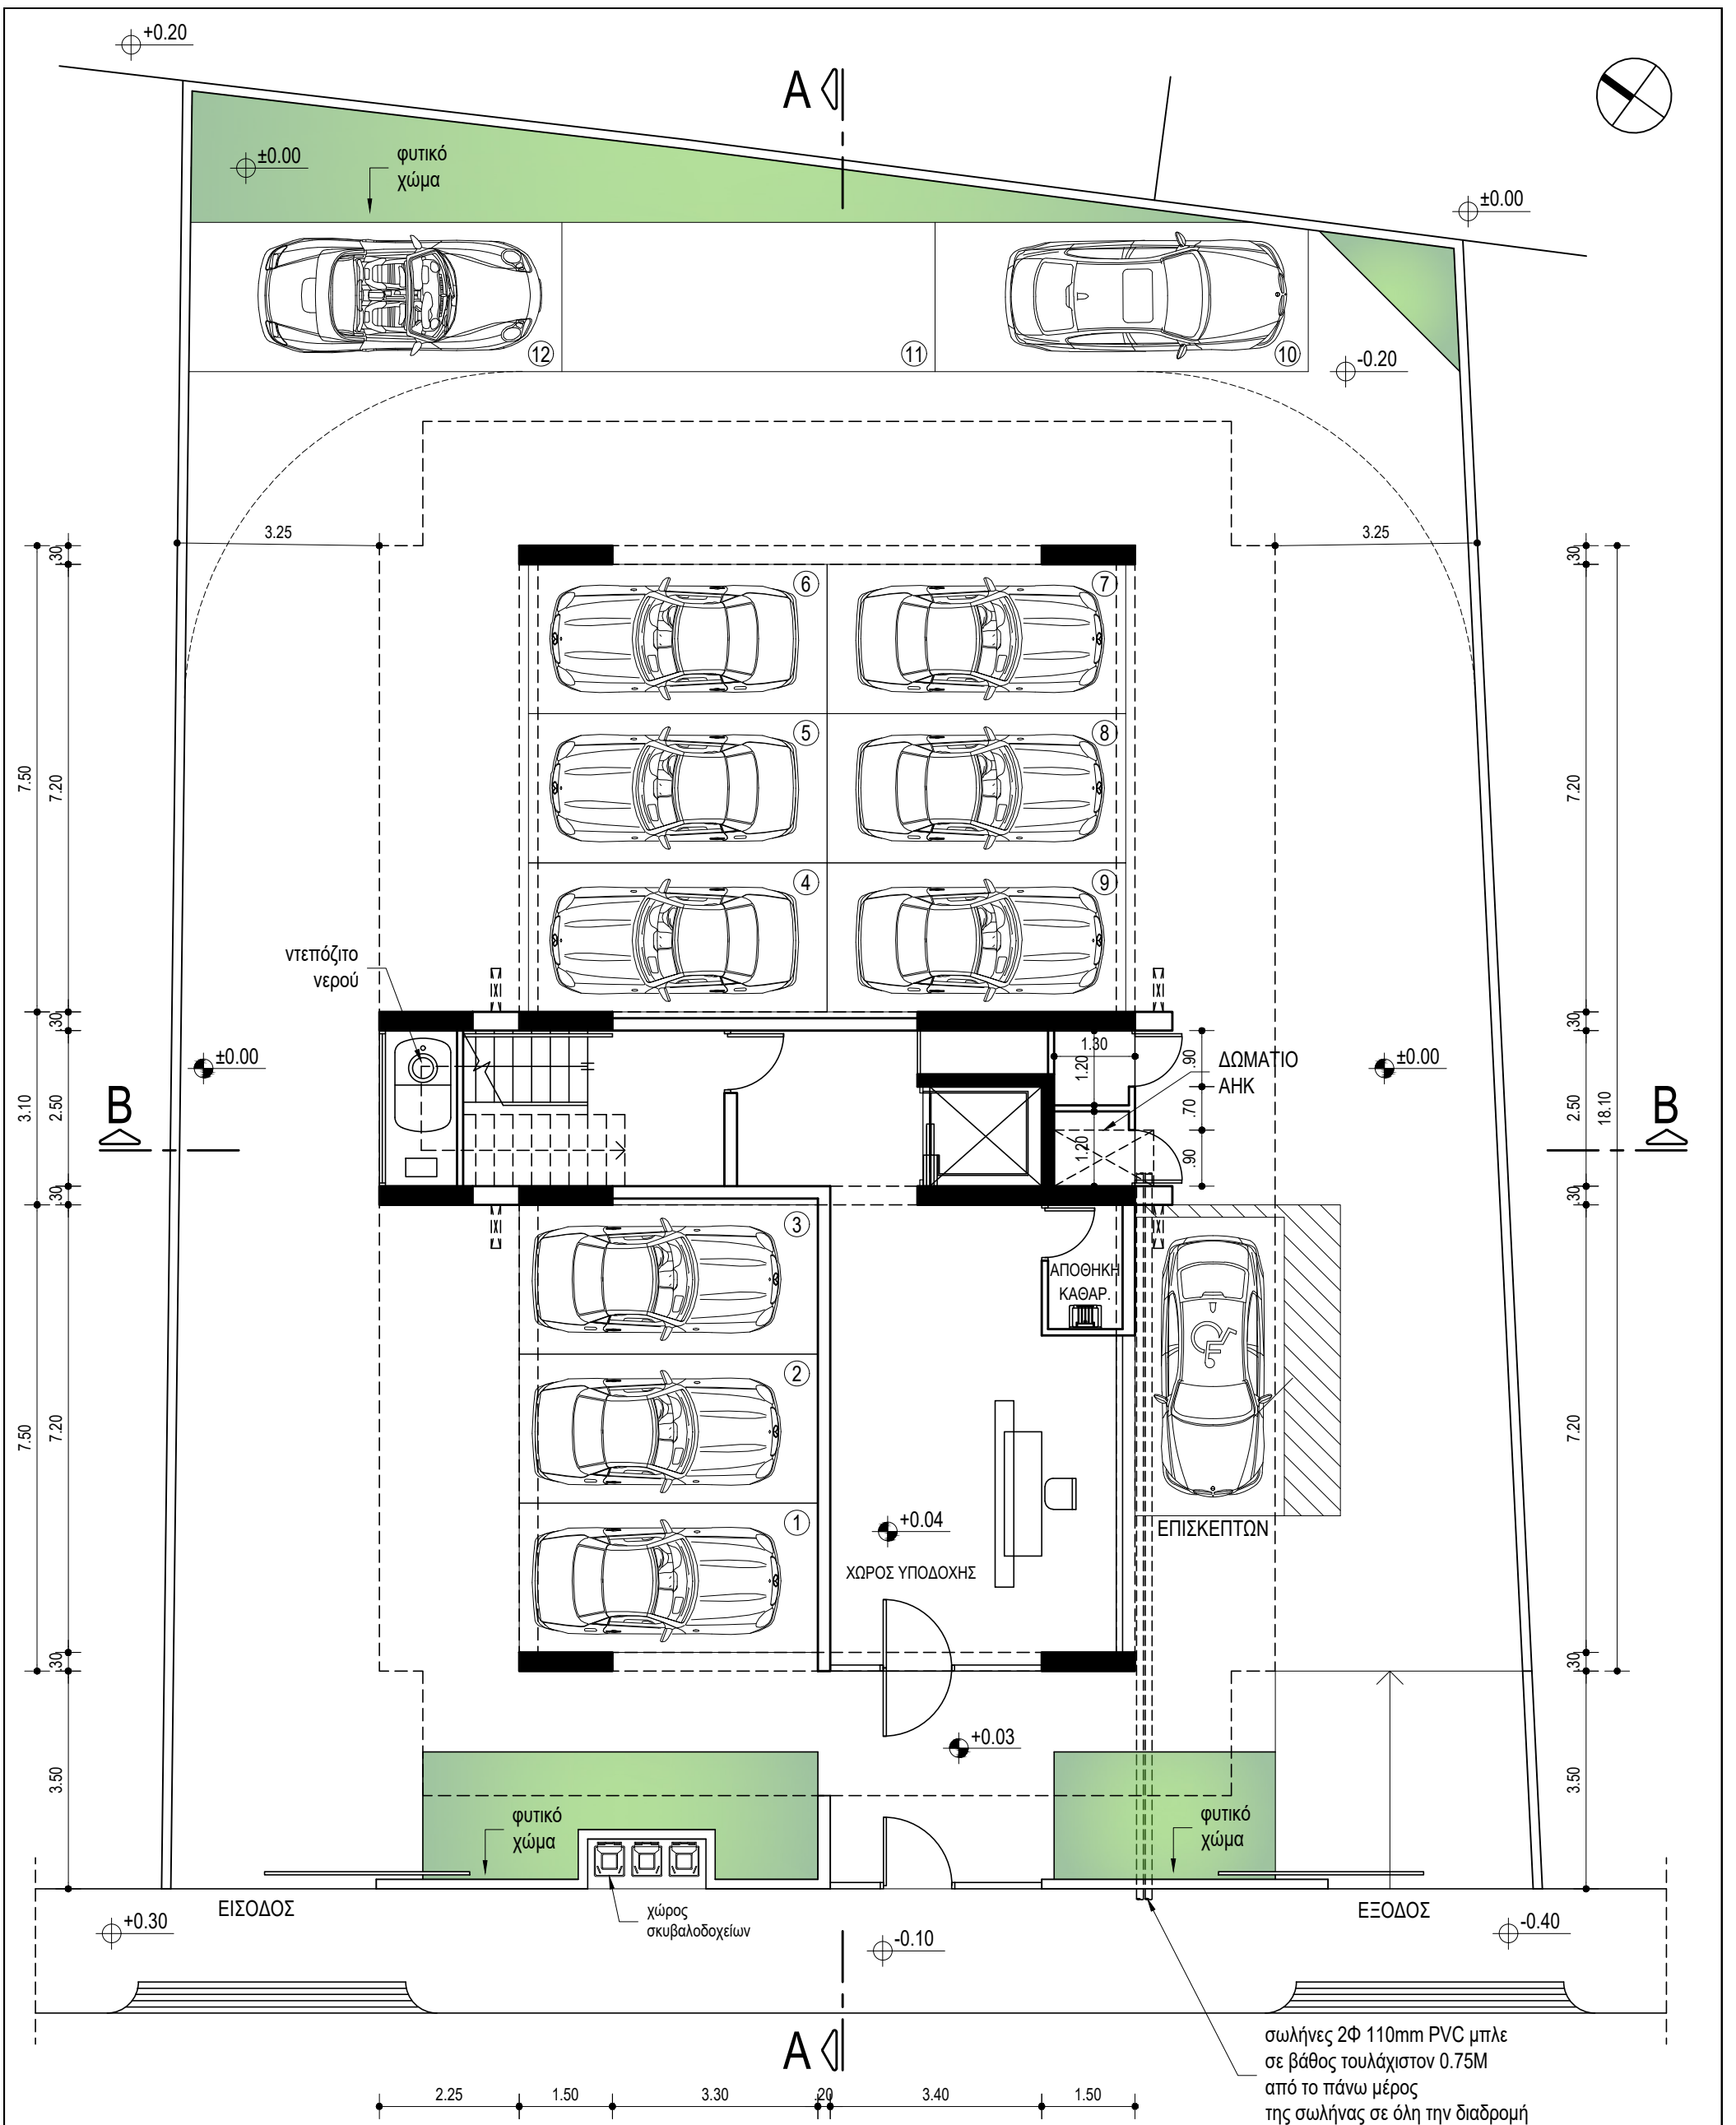 +0.20
A
±0.00
φυτικό
χώμα
±0.00
12
11
10
-0.20
3.25
3.25
.30
.30
6
7
5
8
4
9
7.50
7.20
7.20
ντεπόζιτο
νερού
.30
.30
±0.00
1.30
1.20
.90
ΔΩΜΑΤΙΟ
ΑΗΚ
±0.00
B
3.10
2.50
.70
1.20
.90
2.50
18.10
B
.30
.30
3
ΑΠΟΘΗΚΗ
ΚΑΘΑΡ.
2
7.50
7.20
7.20
1
+0.04
ΕΠΙΣΚΕΠΤΩΝ
ΧΩΡΟΣ ΥΠΟΔΟΧΗΣ
.30
.30
+0.03
3.50
3.50
φυτικό
χώμα
φυτικό
χώμα
ΕΙΣΟΔΟΣ
χώρος
σκυβαλοδοχείων
ΕΞΟΔΟΣ
+0.30
-0.10
-0.40
A
σωλήνες 2Φ 110mm PVC μπλε
σε βάθος τουλάχιστον 0.75Μ
από το πάνω μέρος
της σωλήνας σε όλη την διαδρομή
2.25
1.50
3.30
.20
3.40
1.50